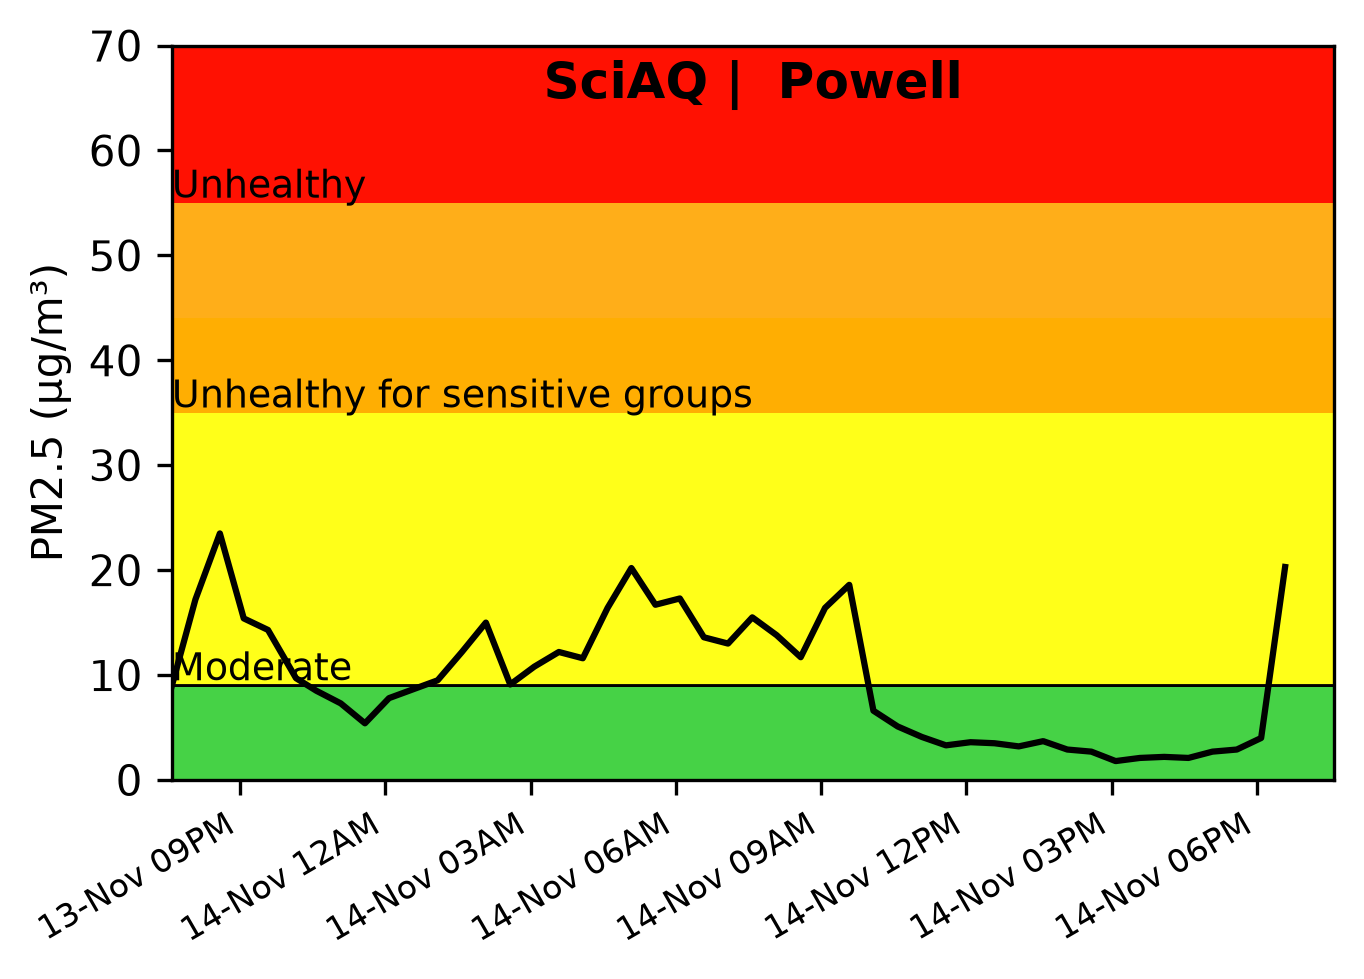 SciAQ |  Powell
PM2.5 (µg/m³)
70
60
50
40
30
20
10
0
Unhealthy
Unhealthy for sensitive groups
Moderate
13-Nov 09PM
14-Nov 12AM
14-Nov 03AM
14-Nov 06AM
14-Nov 09AM
14-Nov 12PM
14-Nov 03PM
14-Nov 06PM